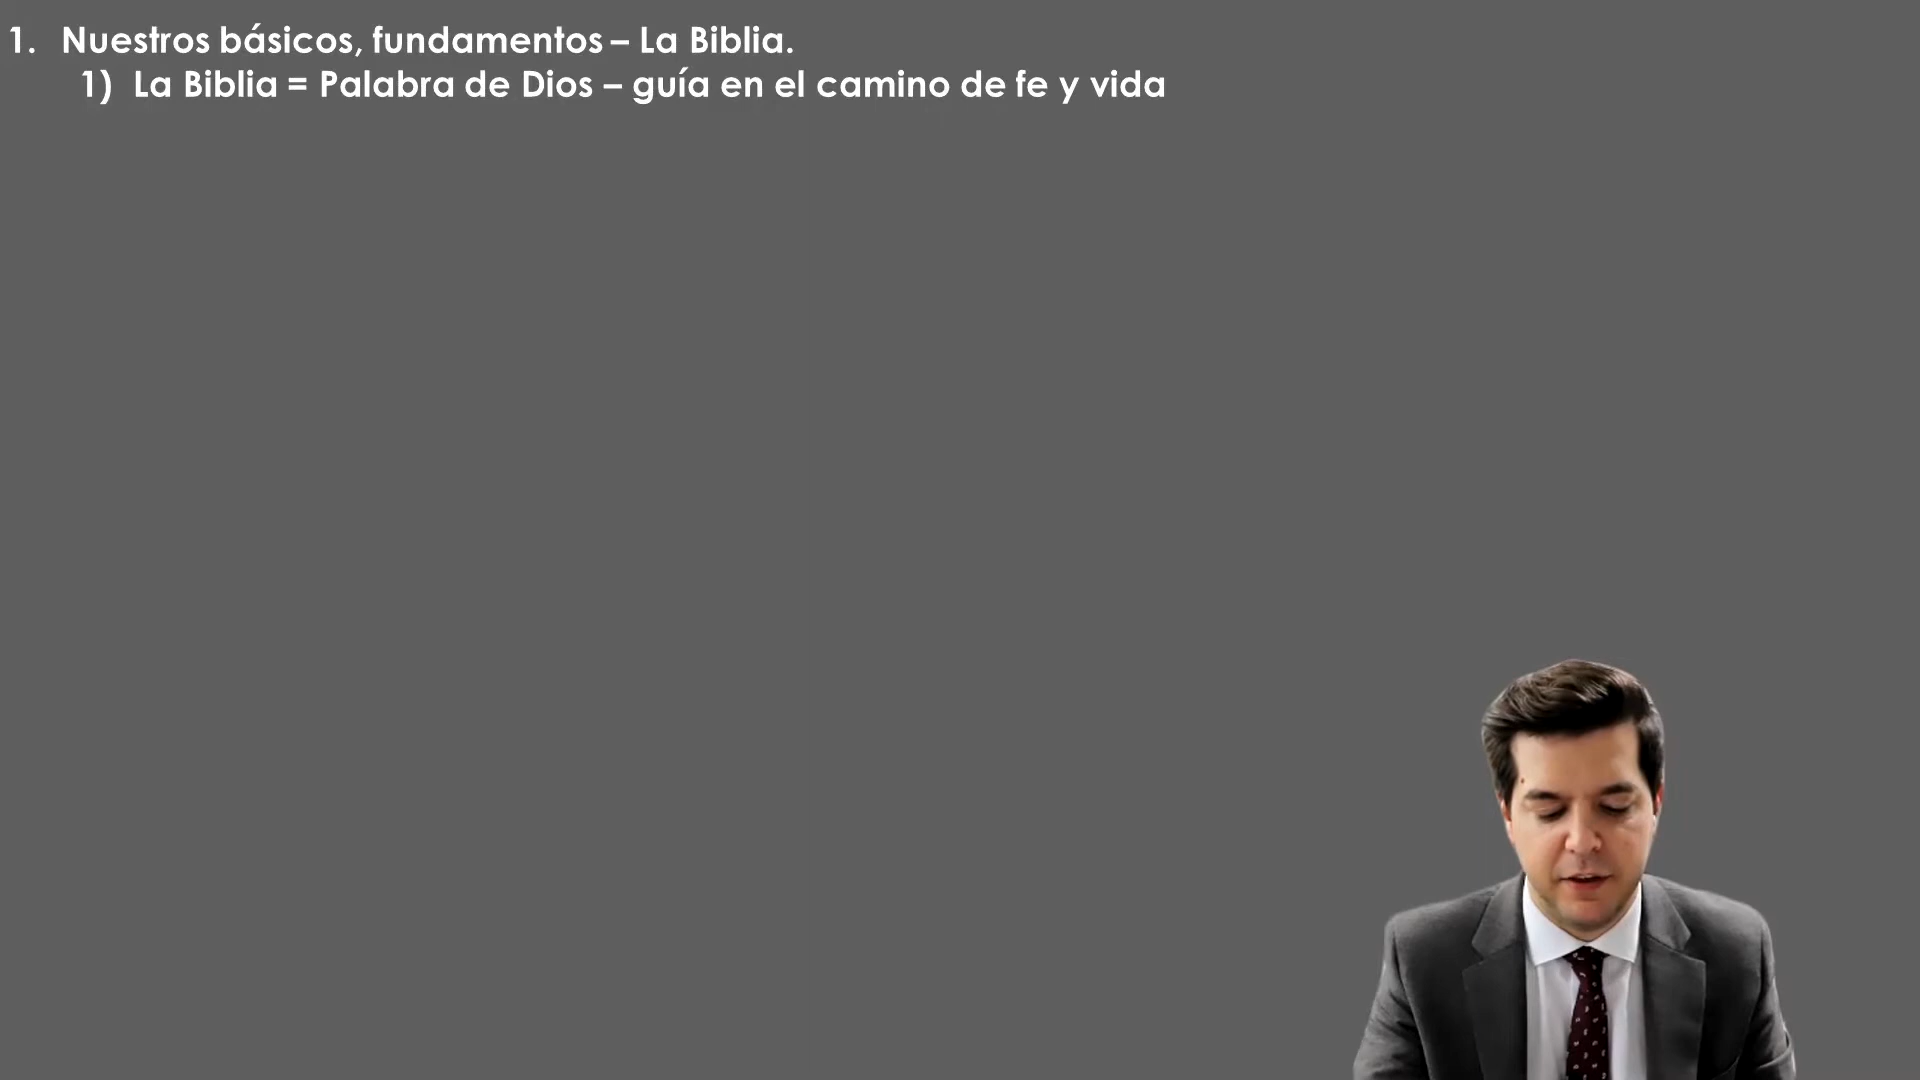 1. Nuestros básicos, fundamentos – La Biblia.
1) La Biblia = Palabra de Dios – guía en el camino de fe y vida